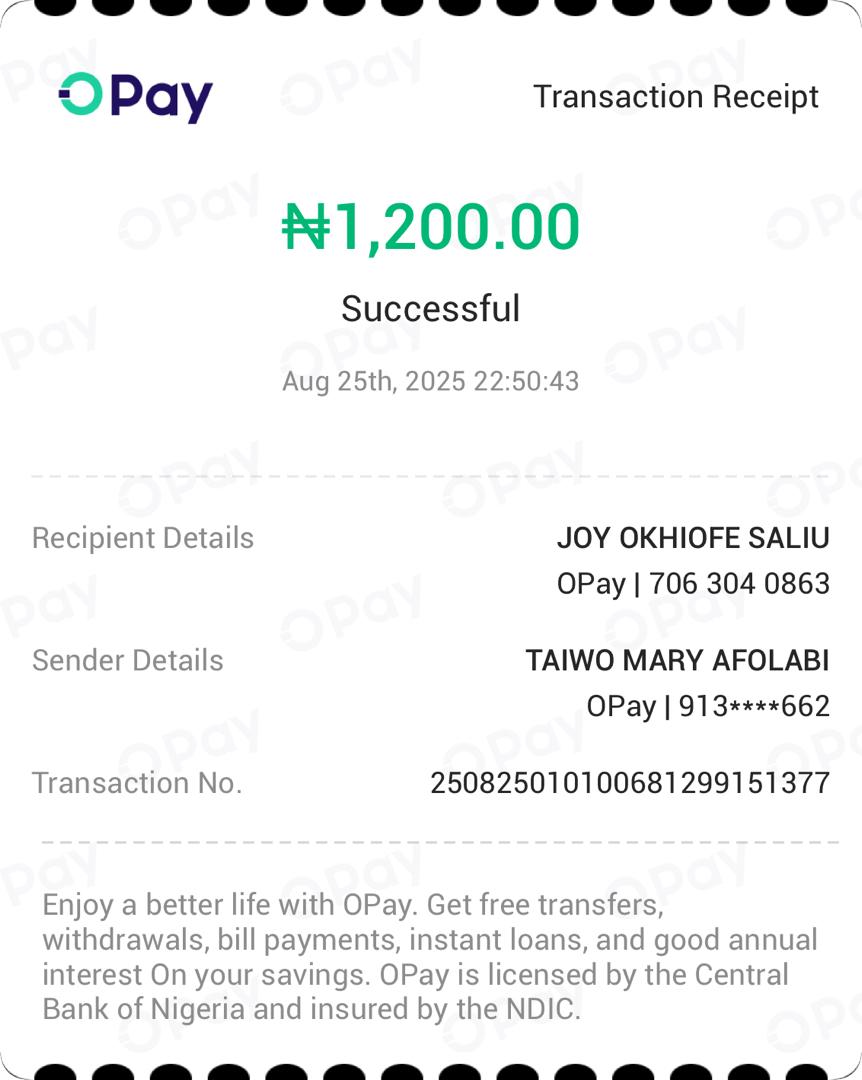 OPay
Transaction Receipt
₦1,200.00
Successful
Aug 25th, 2025 22:50:43
Recipient Details
JOY OKHIOFE SALIU
OPay | 706 304 0863
Sender Details
TAIWO MARY AFOLABI
OPay | 913****662
Transaction No.
250825010100681299151377
Enjoy a better life with OPay. Get free transfers,
withdrawals, bill payments, instant loans, and good annual
interest On your savings. OPay is licensed by the Central
Bank of Nigeria and insured by the NDIC.